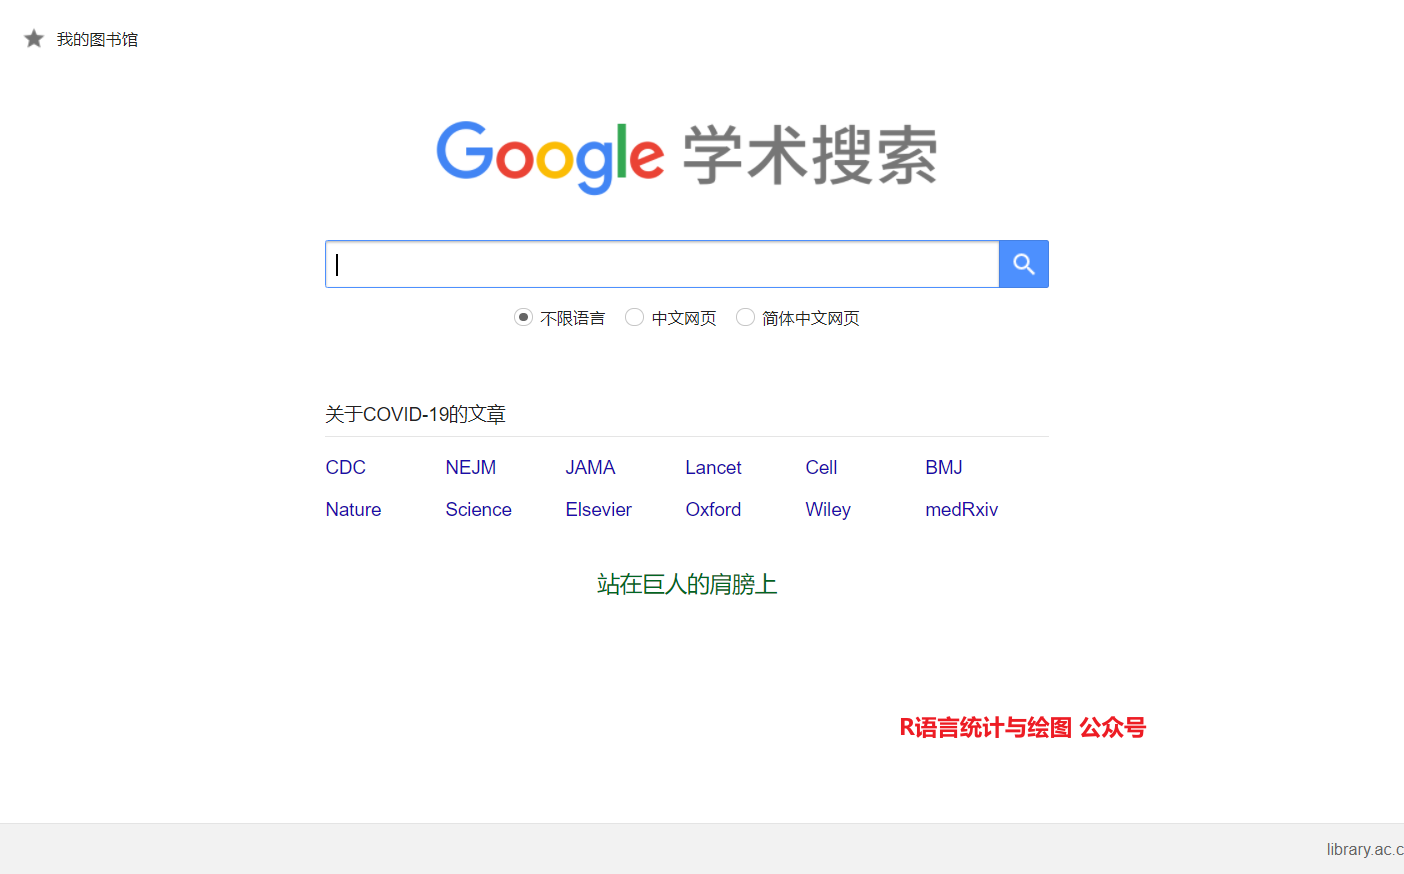 我的图书馆
Google 学术搜索
不限语言 中文网页 简体中文网页
关于COVID-19的文章
CDC NEJM JAMA Lancet Cell BMJ
Nature Science Elsevier Oxford Wiley medRxiv
站在巨人的肩膀上
R语言统计与绘图 公众号
library.ac.c